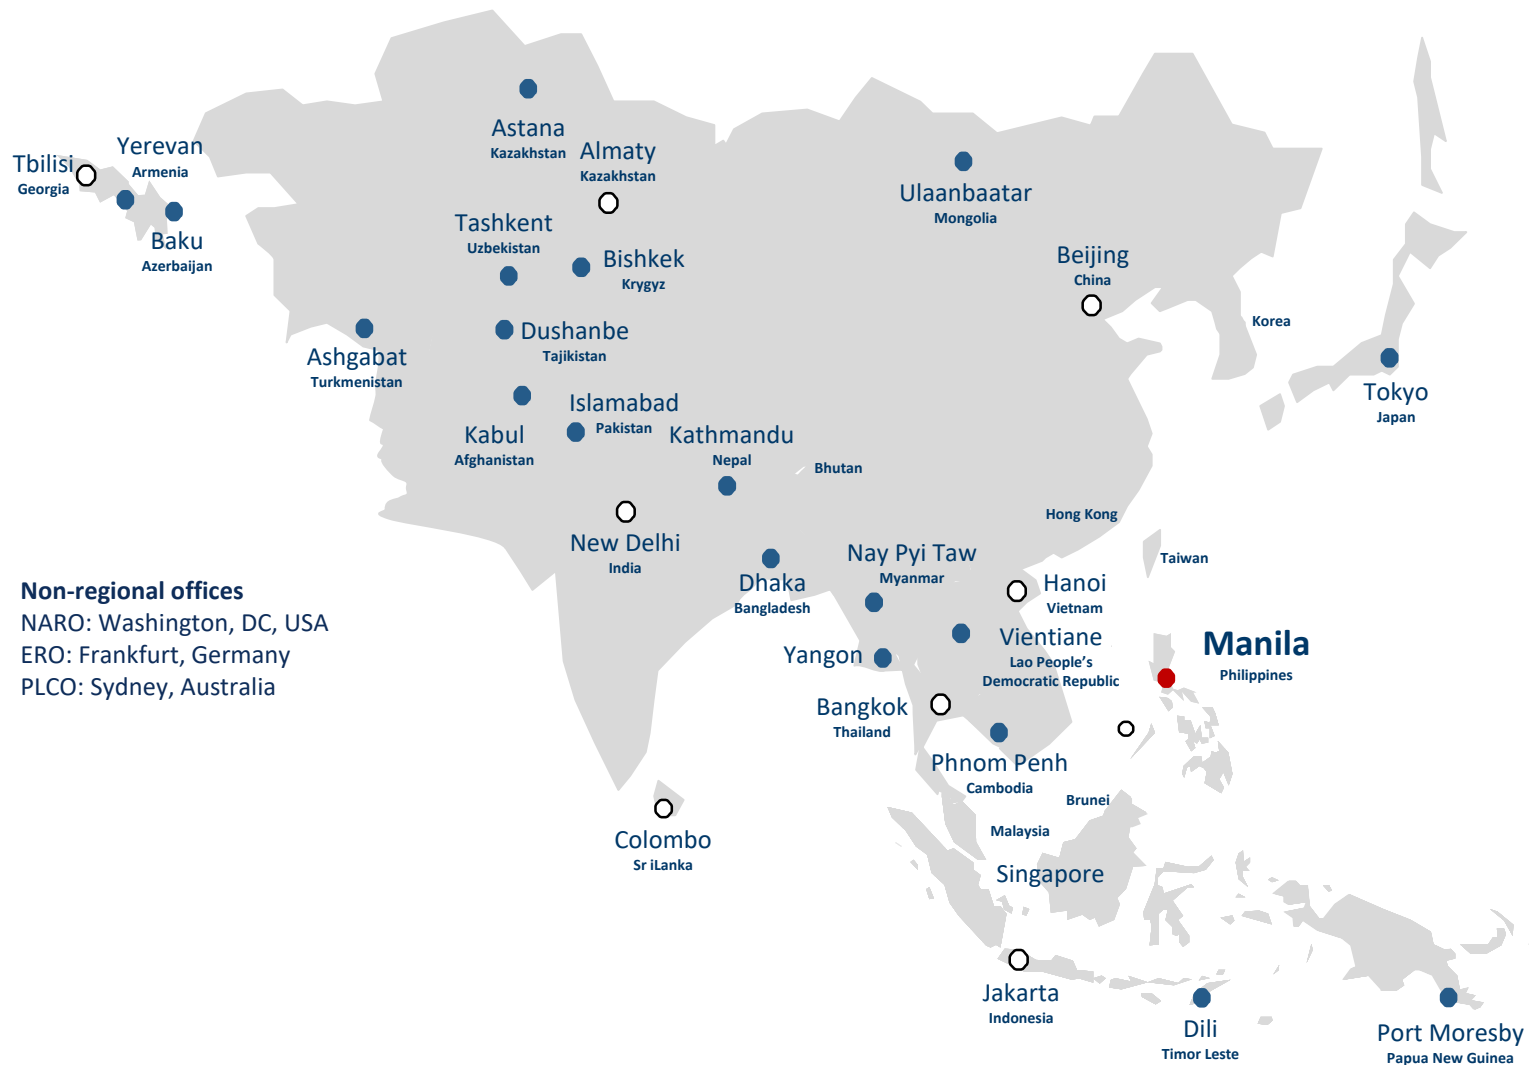 Astana
Kazakhstan
Almaty
Kazakhstan
Yerevan
Armenia
Tbilisi
Georgia
Baku
Azerbaijan
Ulaanbaatar
Mongolia
Tashkent
Uzbekistan
Bishkek
Krygyz
Beijing
China
Korea
Dushanbe
Tajikistan
Ashgabat
Turkmenistan
Tokyo
Japan
Islamabad
Pakistan
Kabul
Afghanistan
Kathmandu
Nepal
Bhutan
Hong Kong
New Delhi
India
Nay Pyi Taw
Myanmar
Taiwan
Dhaka
Bangladesh
Hanoi
Vietnam
Non-regional offices
NARO: Washington, DC, USA
ERO: Frankfurt, Germany
PLCO: Sydney, Australia
Yangon
Vientiane
Lao People’s
Democratic Republic
Manila
Philippines
Bangkok
Thailand
Phnom Penh
Cambodia
Brunei
Malaysia
Colombo
Sr iLanka
Singapore
Jakarta
Indonesia
Dili
Timor Leste
Port Moresby
Papua New Guinea